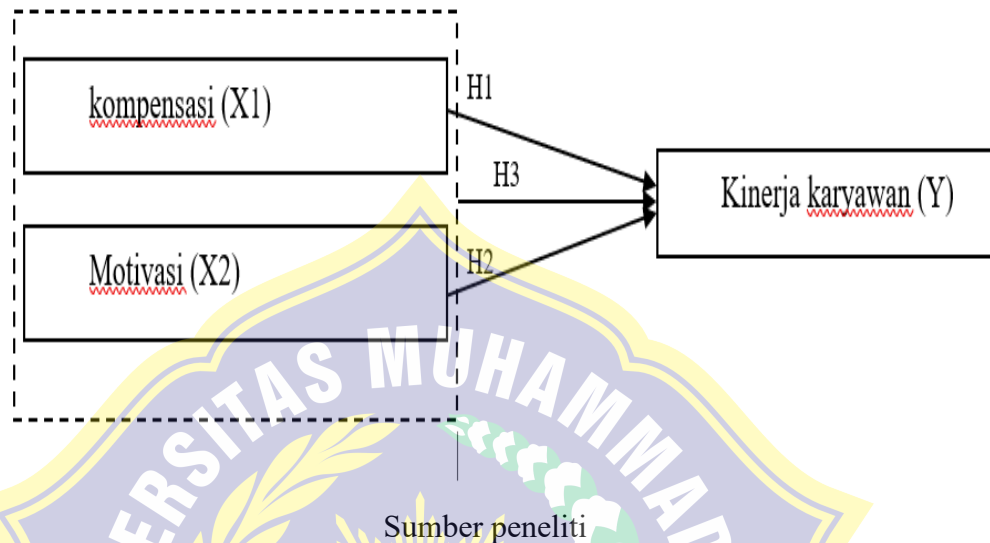 kompensasi (X1)
H1
H3
Kinerja karyawan (Y)
Motivasi (X2)
H2
ERSITAS MUHAMMAD
Sumber peneliti